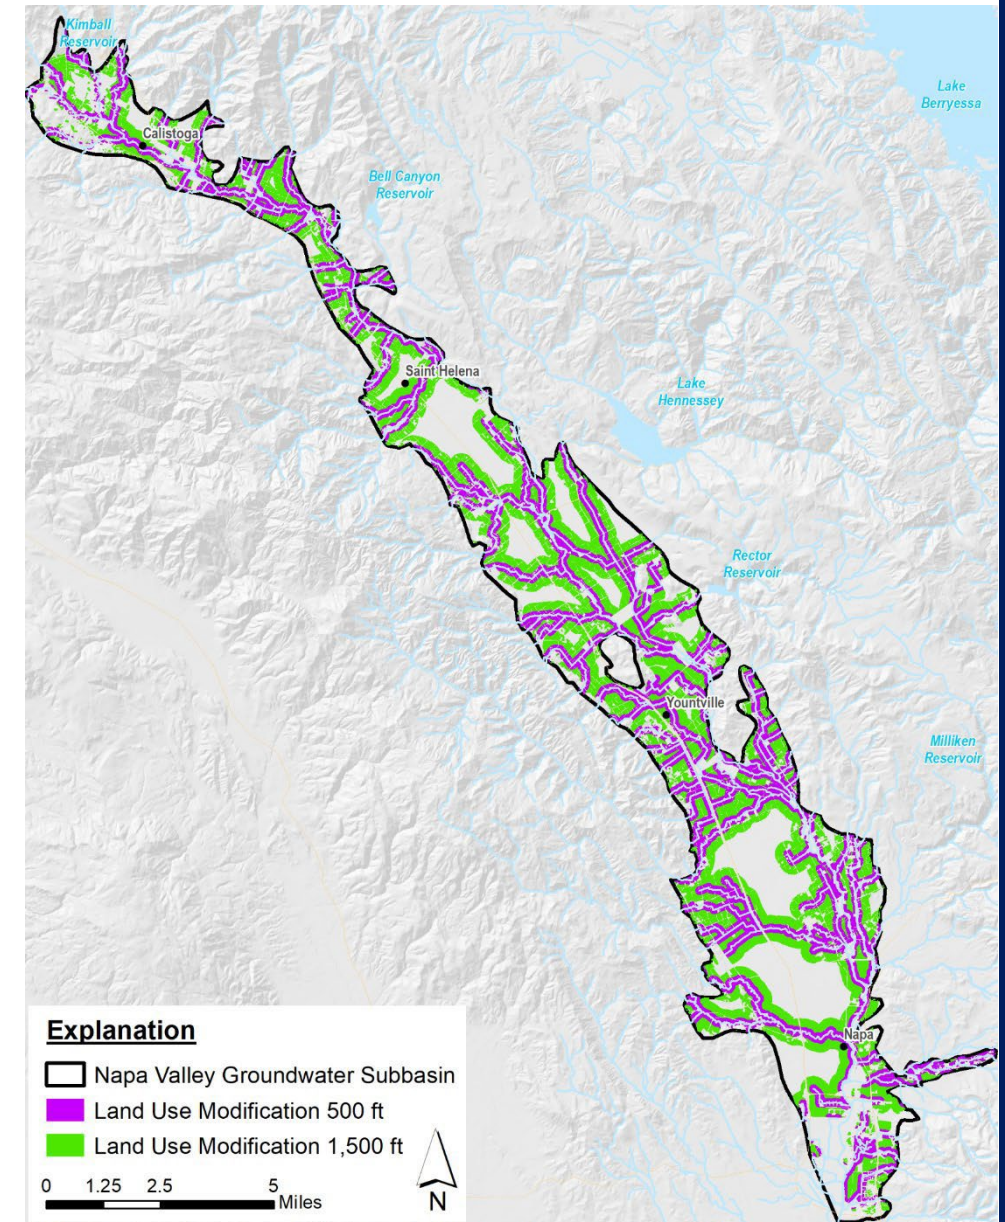 Kimball
Reservoir
Lake
Berryessa
Calistoga
Bell Canyon
Reservoir
Saint Helena
Lake
Hennessey
Rector
Reservoir
Yountville
Milliken
Reservoir
Napa
Explanation
Napa Valley Groundwater Subbasin
Land Use Modification 500 ft
Land Use Modification 1,500 ft
0 1.25 2.5 5
Miles
N